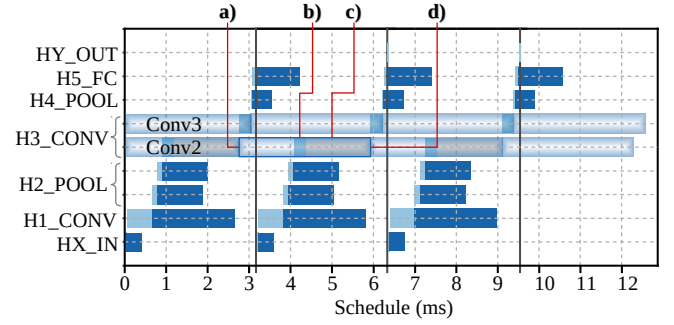 a) b) c) d)
HY_OUT
H5_FC
H4_POOL
Conv3
H3_CONV
Conv2
H2_POOL
H1_CONV
HX_IN
0 1 2 3 4 5 6 7 8 9 10 11 12
Schedule (ms)